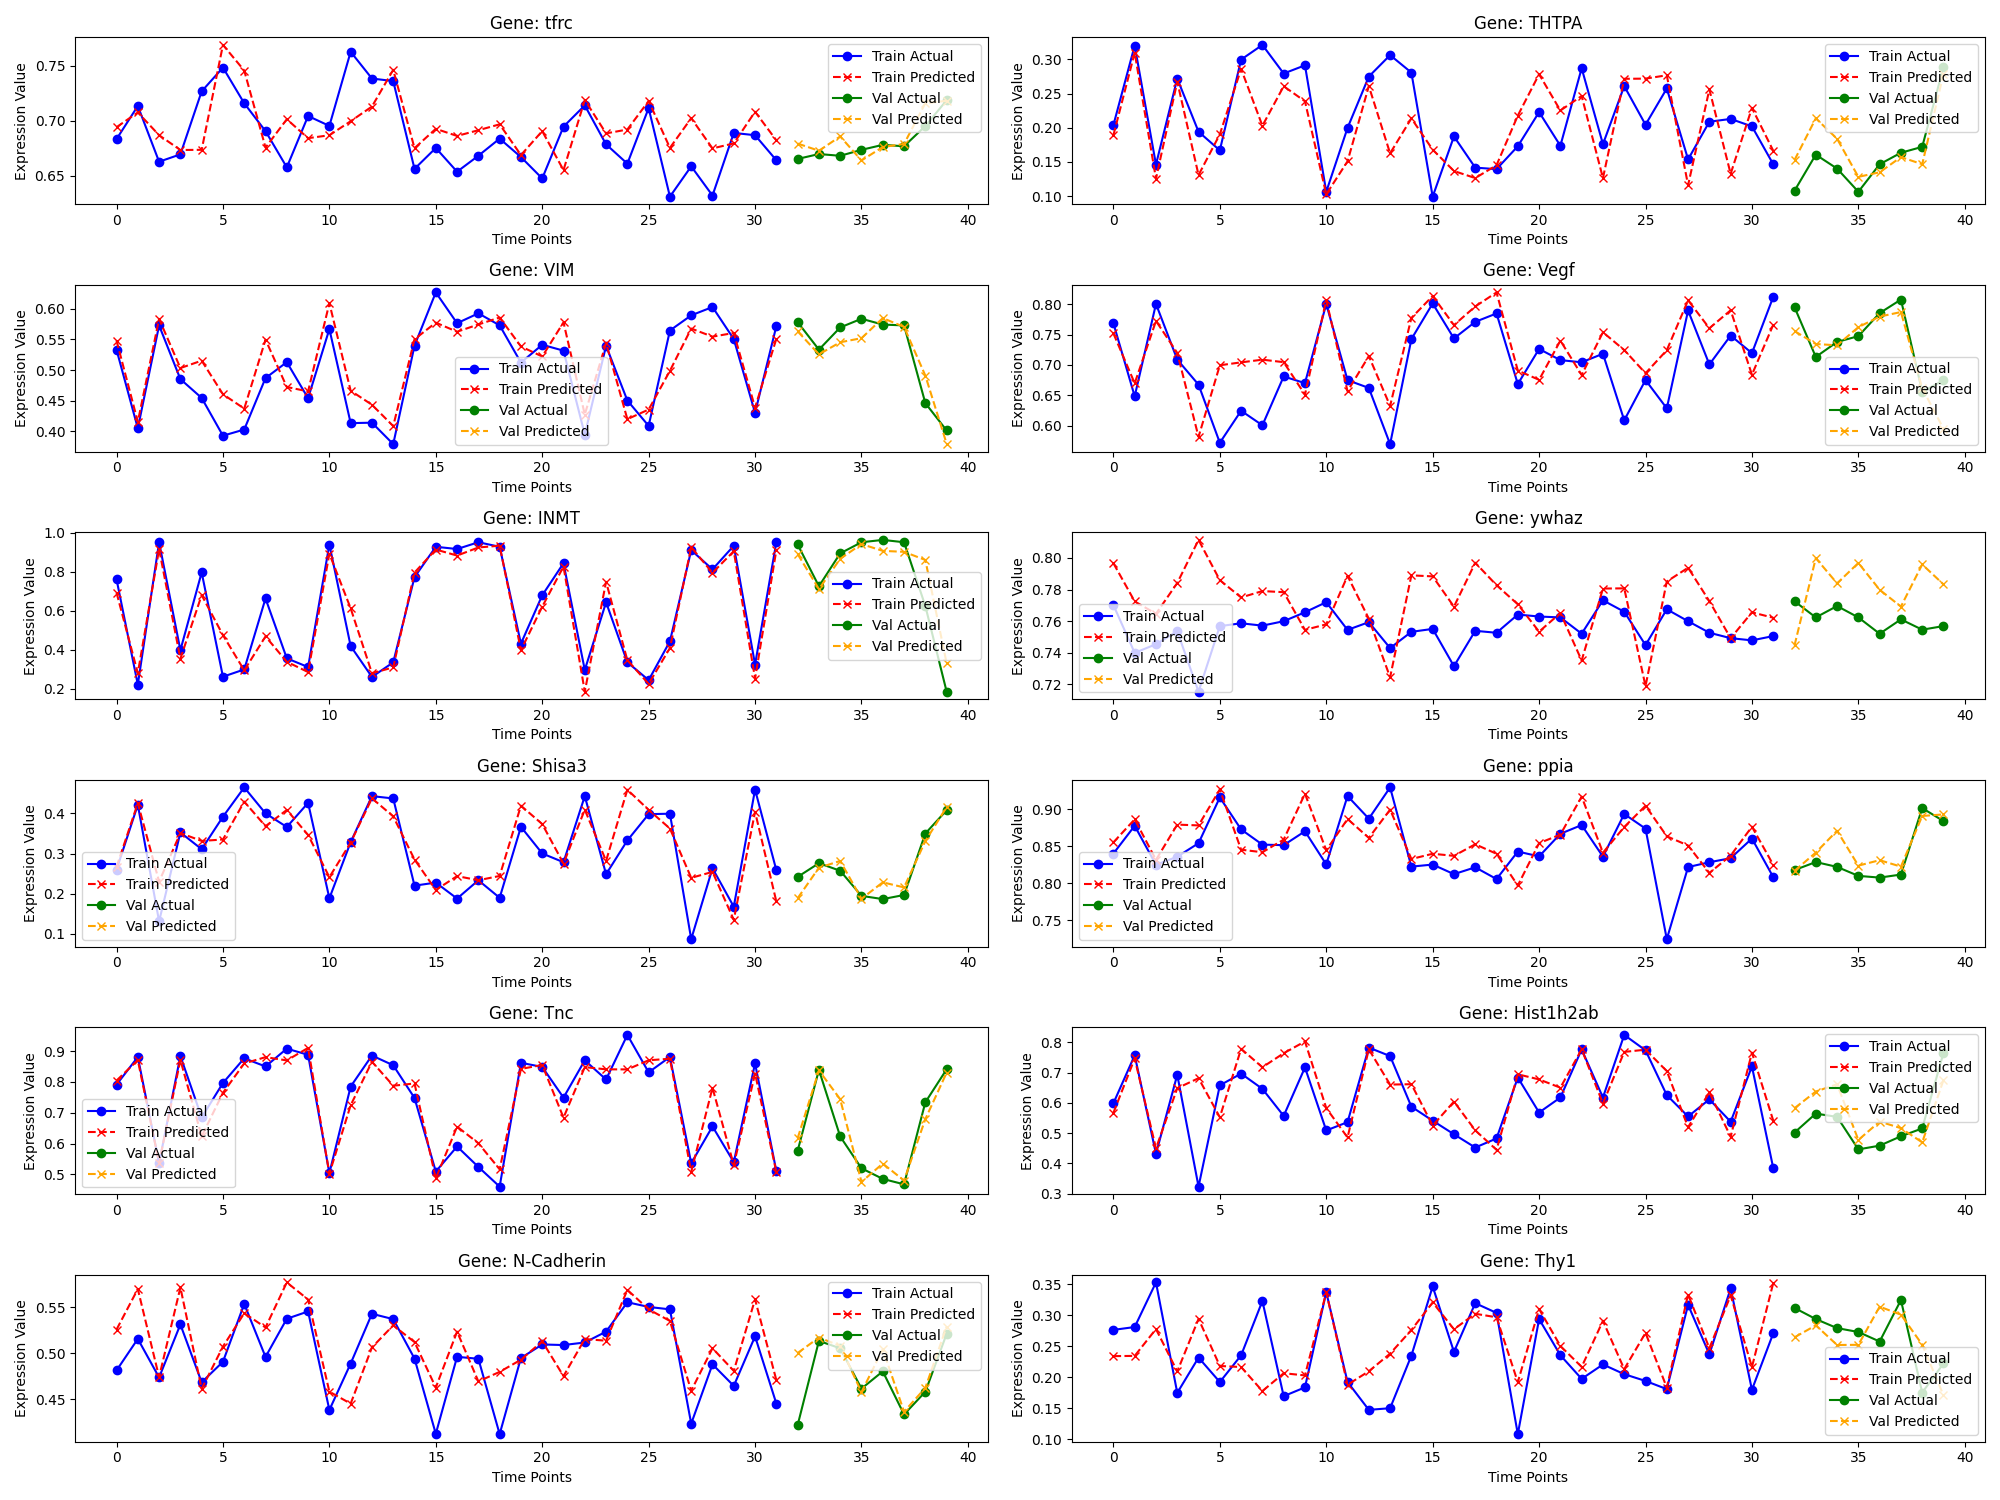 Gene: tfrc
Expression Value
0.75
0.70
0.65
Train Actual
Train Predicted
Val Actual
Val Predicted
0 5 10 15 20 25 30 35 40
Time Points
Gene: THTPA
Expression Value
0.30
0.25
0.20
0.15
0.10
Train Actual
Train Predicted
Val Actual
Val Predicted
0 5 10 15 20 25 30 35 40
Time Points
Gene: VIM
Expression Value
0.60
0.55
0.50
0.45
0.40
Train Actual
Train Predicted
Val Actual
Val Predicted
0 5 10 15 20 25 30 35 40
Time Points
Gene: Vegf
Expression Value
0.80
0.75
0.70
0.65
0.60
Train Actual
Train Predicted
Val Actual
Val Predicted
0 5 10 15 20 25 30 35 40
Time Points
Gene: INMT
Expression Value
1.0
0.8
0.6
0.4
0.2
Train Actual
Train Predicted
Val Actual
Val Predicted
0 5 10 15 20 25 30 35 40
Time Points
Gene: ywhaz
Expression Value
0.80
0.78
0.76
0.74
0.72
Train Actual
Train Predicted
Val Actual
Val Predicted
0 5 10 15 20 25 30 35 40
Time Points
Gene: Shisa3
Expression Value
0.4
0.3
0.2
0.1
Train Actual
Train Predicted
Val Actual
Val Predicted
0 5 10 15 20 25 30 35 40
Time Points
Gene: ppia
Expression Value
0.90
0.85
0.80
0.75
Train Actual
Train Predicted
Val Actual
Val Predicted
0 5 10 15 20 25 30 35 40
Time Points
Gene: Tnc
Expression Value
0.9
0.8
0.7
0.6
0.5
Train Actual
Train Predicted
Val Actual
Val Predicted
0 5 10 15 20 25 30 35 40
Time Points
Gene: Hist1h2ab
Expression Value
0.8
0.7
0.6
0.5
0.4
0.3
Train Actual
Train Predicted
Val Actual
Val Predicted
0 5 10 15 20 25 30 35 40
Time Points
Gene: N-Cadherin
Expression Value
0.55
0.50
0.45
Train Actual
Train Predicted
Val Actual
Val Predicted
0 5 10 15 20 25 30 35 40
Time Points
Gene: Thy1
Expression Value
0.35
0.30
0.25
0.20
0.15
0.10
Train Actual
Train Predicted
Val Actual
Val Predicted
0 5 10 15 20 25 30 35 40
Time Points